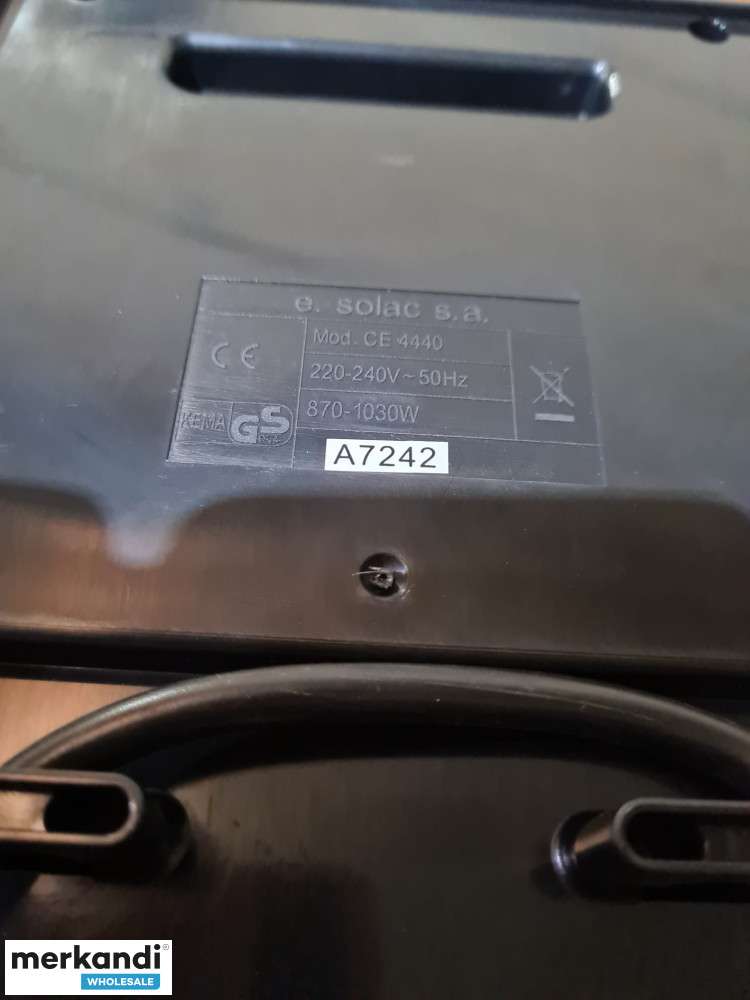 e. solac s.a.
Mod. CE 4440
220-240V~50Hz
870-1030W
CE
KEMA
GS
A7242
merkandi®
WHOLESALE